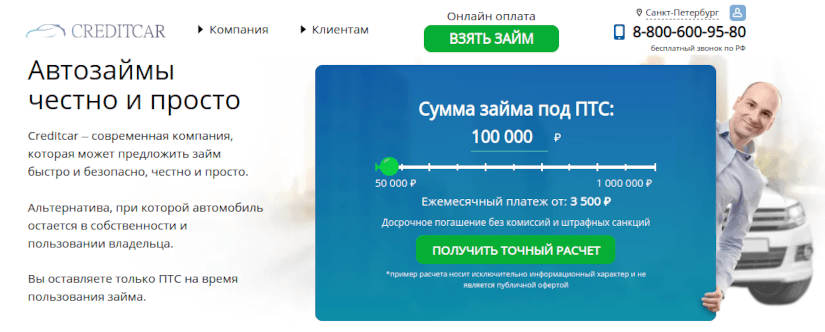 CREDITCAR
Компания
Клиентам
Онлайн оплата
ВЗЯТЬ ЗАЙМ
Санкт-Петербург
8-800-600-95-80
бесплатный звонок по РФ
Автозаймы
честно и просто
Creditcar – современная компания,
которая может предложить займ
быстро и безопасно, честно и просто.
Альтернатива, при которой автомобиль
остается в собственности и
пользовании владельца.
Вы оставляете только ПТС на время
пользования займа.
Сумма займа под ПТС:
100 000 ₽
50 000 ₽ 1 000 000 ₽
Ежемесячный платеж от: 3 500 ₽
Досрочное погашение без комиссий и штрафных санкций
ПОЛУЧИТЬ ТОЧНЫЙ РАСЧЕТ
*пример расчета носит исключительно информационный характер и не
является публичной офертой